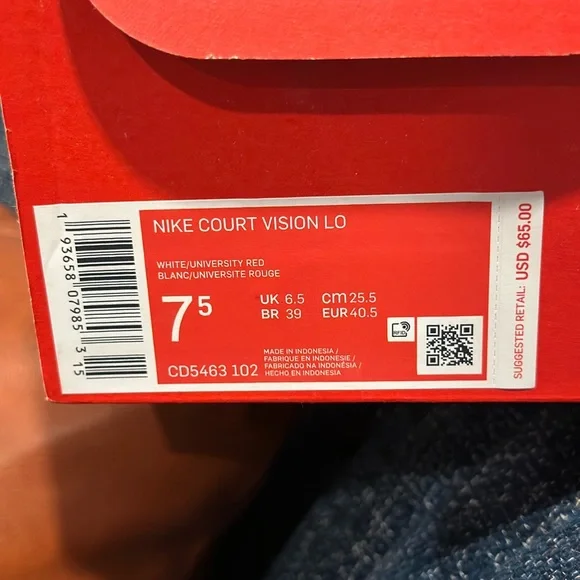 NIKE COURT VISION LO
WHITE/UNIVERSITY RED
BLANC/UNIVERSITE ROUGE
7⁵
UK 6.5 cm 25.5
BR 39 EUR 40.5
CD5463 102
MADE IN INDONESIA /
FABRIQUE EN INDONÉSIE /
FABRICADO NA INDONÉSIA /
HECHO EN INDONESIA
RFID
1 93658 07985 3 15
SUGGESTED RETAIL: USD $65.00